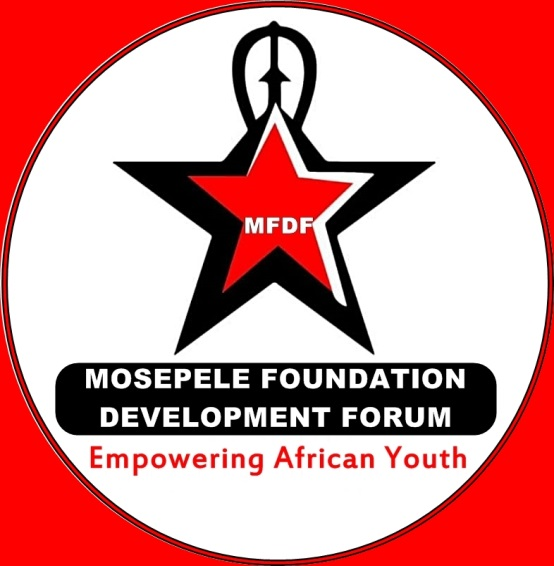 MFDF
MOSEPELE FOUNDATION
DEVELOPMENT FORUM
Empowering African Youth